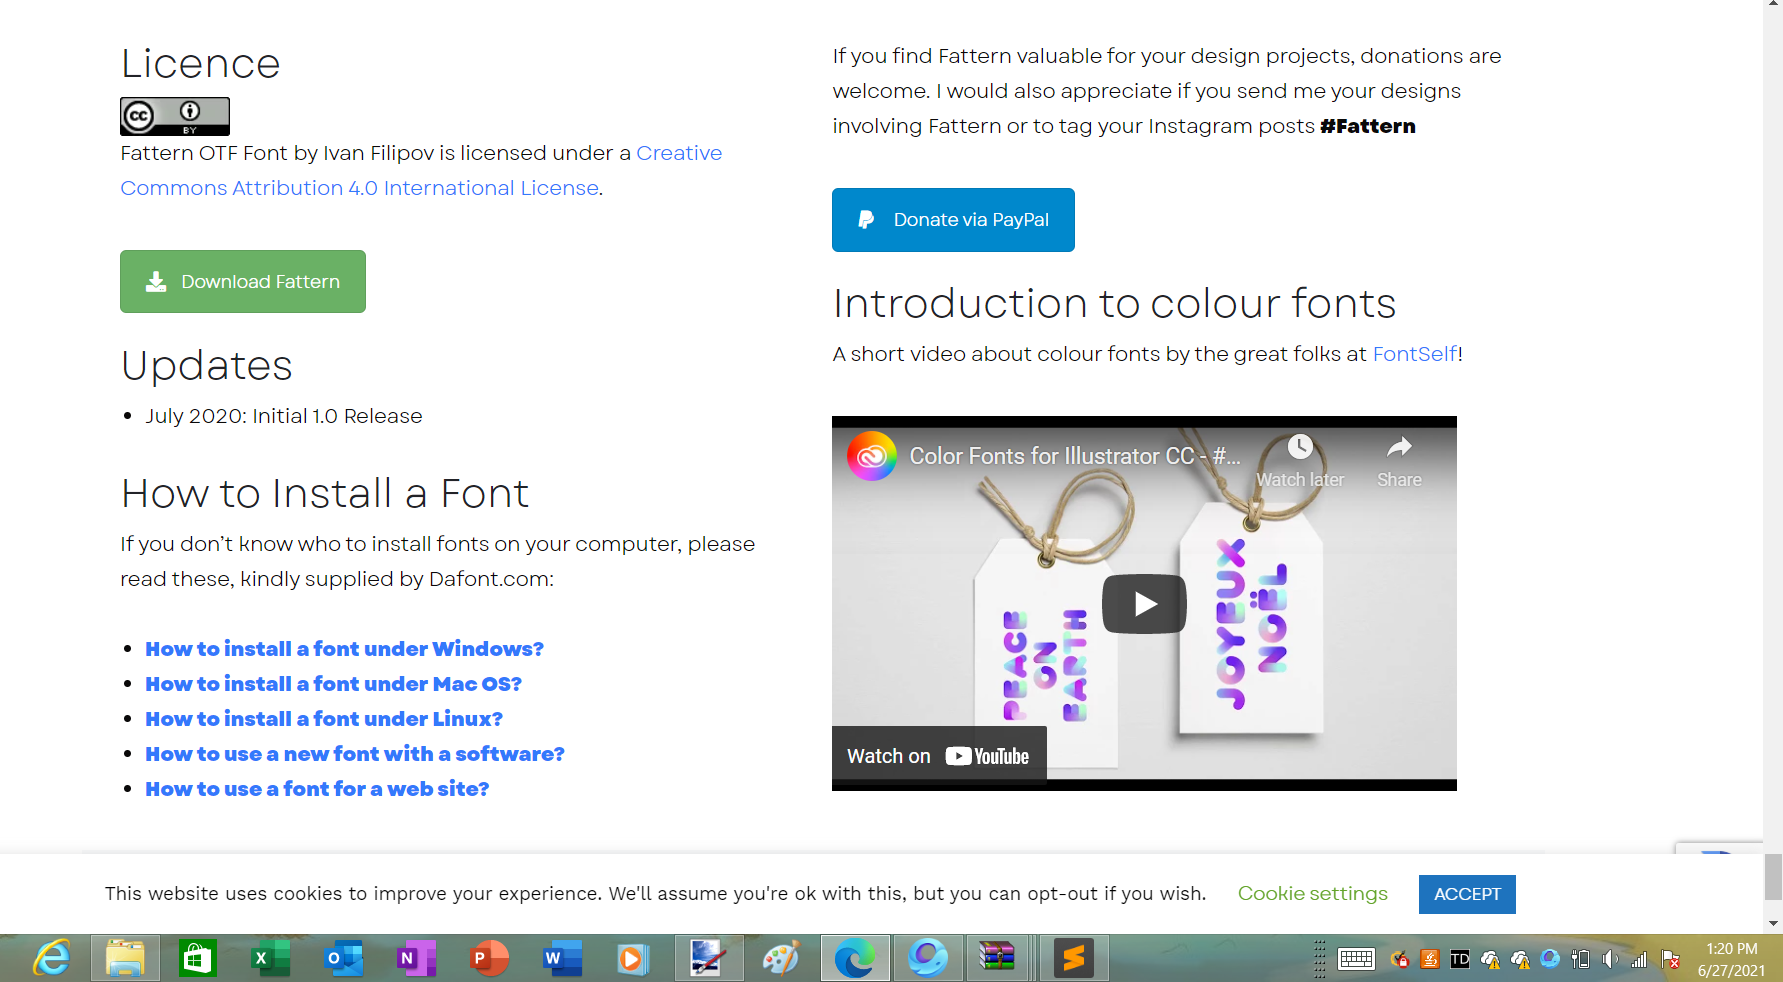 Licence
cc
BY
Fattern OTF Font by Ivan Filipov is licensed under a Creative
Commons Attribution 4.0 International License.
Download Fattern
Updates
July 2020: Initial 1.0 Release
How to Install a Font
If you don't know who to install fonts on your computer, please
read these, kindly supplied by Dafont.com:
How to install a font under Windows?
How to install a font under Mac OS?
How to install a font under Linux?
How to use a new font with a software?
How to use a font for a web site?
If you find Fattern valuable for your design projects, donations are
welcome. I would also appreciate if you send me your designs
involving Fattern or to tag your Instagram posts #Fattern
Donate via PayPal
Introduction to colour fonts
A short video about colour fonts by the great folks at FontSelf!
Color Fonts for Illustrator CC - #...
Watch later
Share
PEACE
ON
EARTH
JOYEUX
NOËL
Watch on YouTube
This website uses cookies to improve your experience. We'll assume you're ok with this, but you can opt-out if you wish.
Cookie settings
ACCEPT
X
O
N
P
W
TD
1:20 PM
6/27/2021